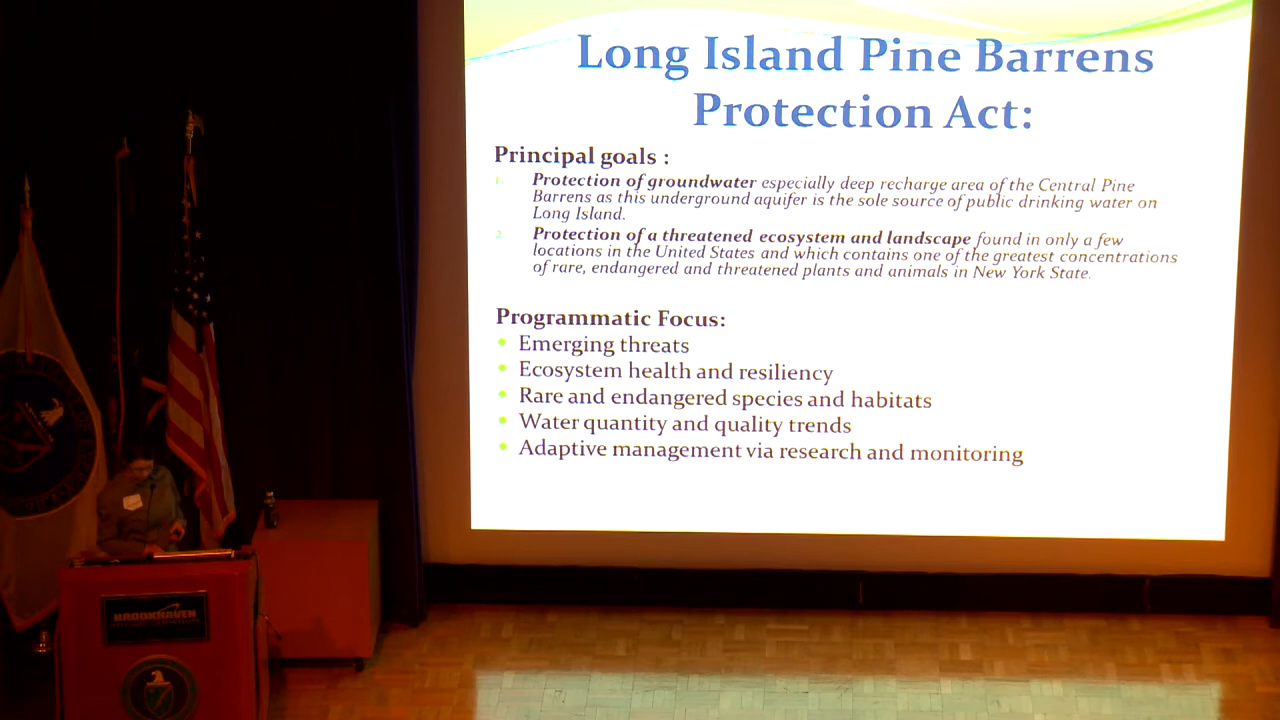 Long Island Pine Barrens
Protection Act:
Principal goals :
1. Protection of groundwater especially deep recharge area of the Central Pine
Barrens as this underground aquifer is the sole source of public drinking water on
Long Island.
2. Protection of a threatened ecosystem and landscape found in only a few
locations in the United States and which contains one of the greatest concentrations
of rare, endangered and threatened plants and animals in New York State.
Programmatic Focus:
• Emerging threats
• Ecosystem health and resiliency
• Rare and endangered species and habitats
• Water quantity and quality trends
• Adaptive management via research and monitoring
BROOKHAVEN